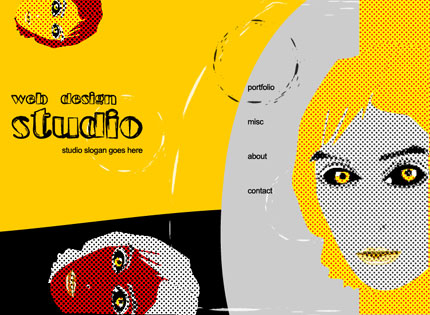 web design
studio
studio slogan goes here
portfolio
misc
about
contact